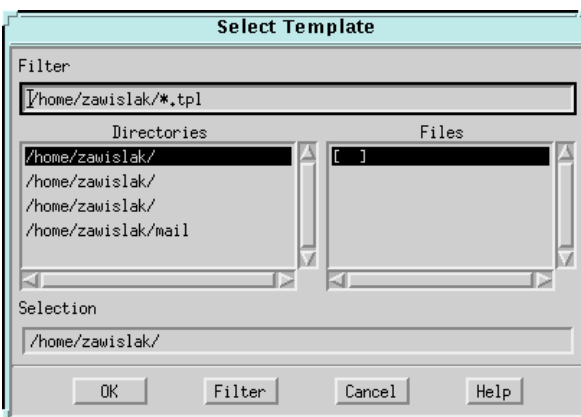 Select Template
Filter
/home/zawislak/*.tpl
Directories
Files
/home/zawislak/
[ ]
/home/zawislak/
/home/zawislak/
/home/zawislak/mail
Selection
/home/zawislak/
OK Filter Cancel Help